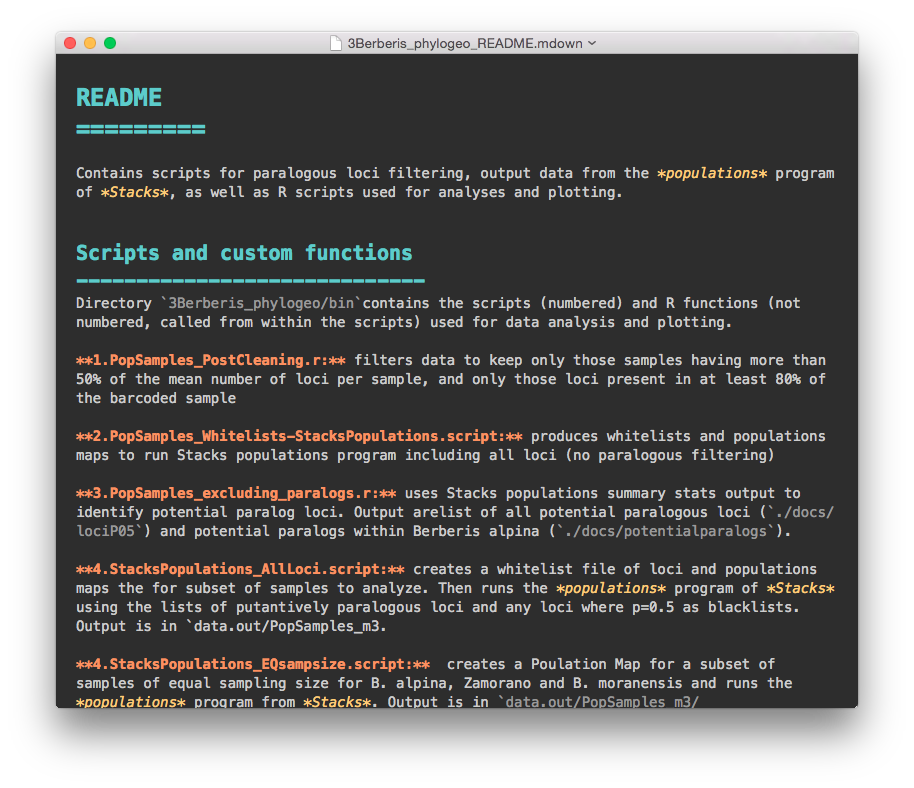 3Berberis_phylogeo_README.mdown
README
=========
Contains scripts for paralogous loci filtering, output data from the *populations* program
of *Stacks*, as well as R scripts used for analyses and plotting.
Scripts and custom functions
-----------------------------
Directory `3Berberis_phylogeo/bin`contains the scripts (numbered) and R functions (not
numbered, called from within the scripts) used for data analysis and plotting.
**1.PopSamples_PostCleaning.r:** filters data to keep only those samples having more than
50% of the mean number of loci per sample, and only those loci present in at least 80% of
the barcoded sample
**2.PopSamples_Whitelists-StacksPopulations.script:** produces whitelists and populations
maps to run Stacks populations program including all loci (no paralogous filtering)
**3.PopSamples_excluding_paralogs.r:** uses Stacks populations summary stats output to
identify potential paralog loci. Output arelist of all potential paralogous loci (`./docs/
lociP05`) and potential paralogs within Berberis alpina (`./docs/potentialparalogs`).
**4.StacksPopulations_AllLoci.script:** creates a whitelist file of loci and populations
maps the for subset of samples to analyze. Then runs the *populations* program of *Stacks*
using the lists of putantively paralogous loci and any loci where p=0.5 as blacklists.
Output is in `data.out/PopSamples_m3.
**4.StacksPopulations_EQsampsize.script:**  creates a Poulation Map for a subset of
samples of equal sampling size for B. alpina, Zamorano and B. moranensis and runs the
*populations* program from *Stacks*. Output is in `data.out/PopSamples_m3/